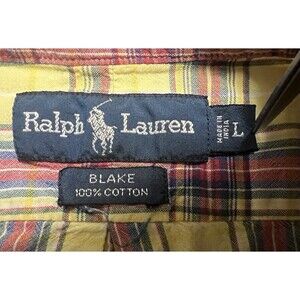 Ralph Lauren
L
MADE IN
INDIA
BLAKE
100% COTTON